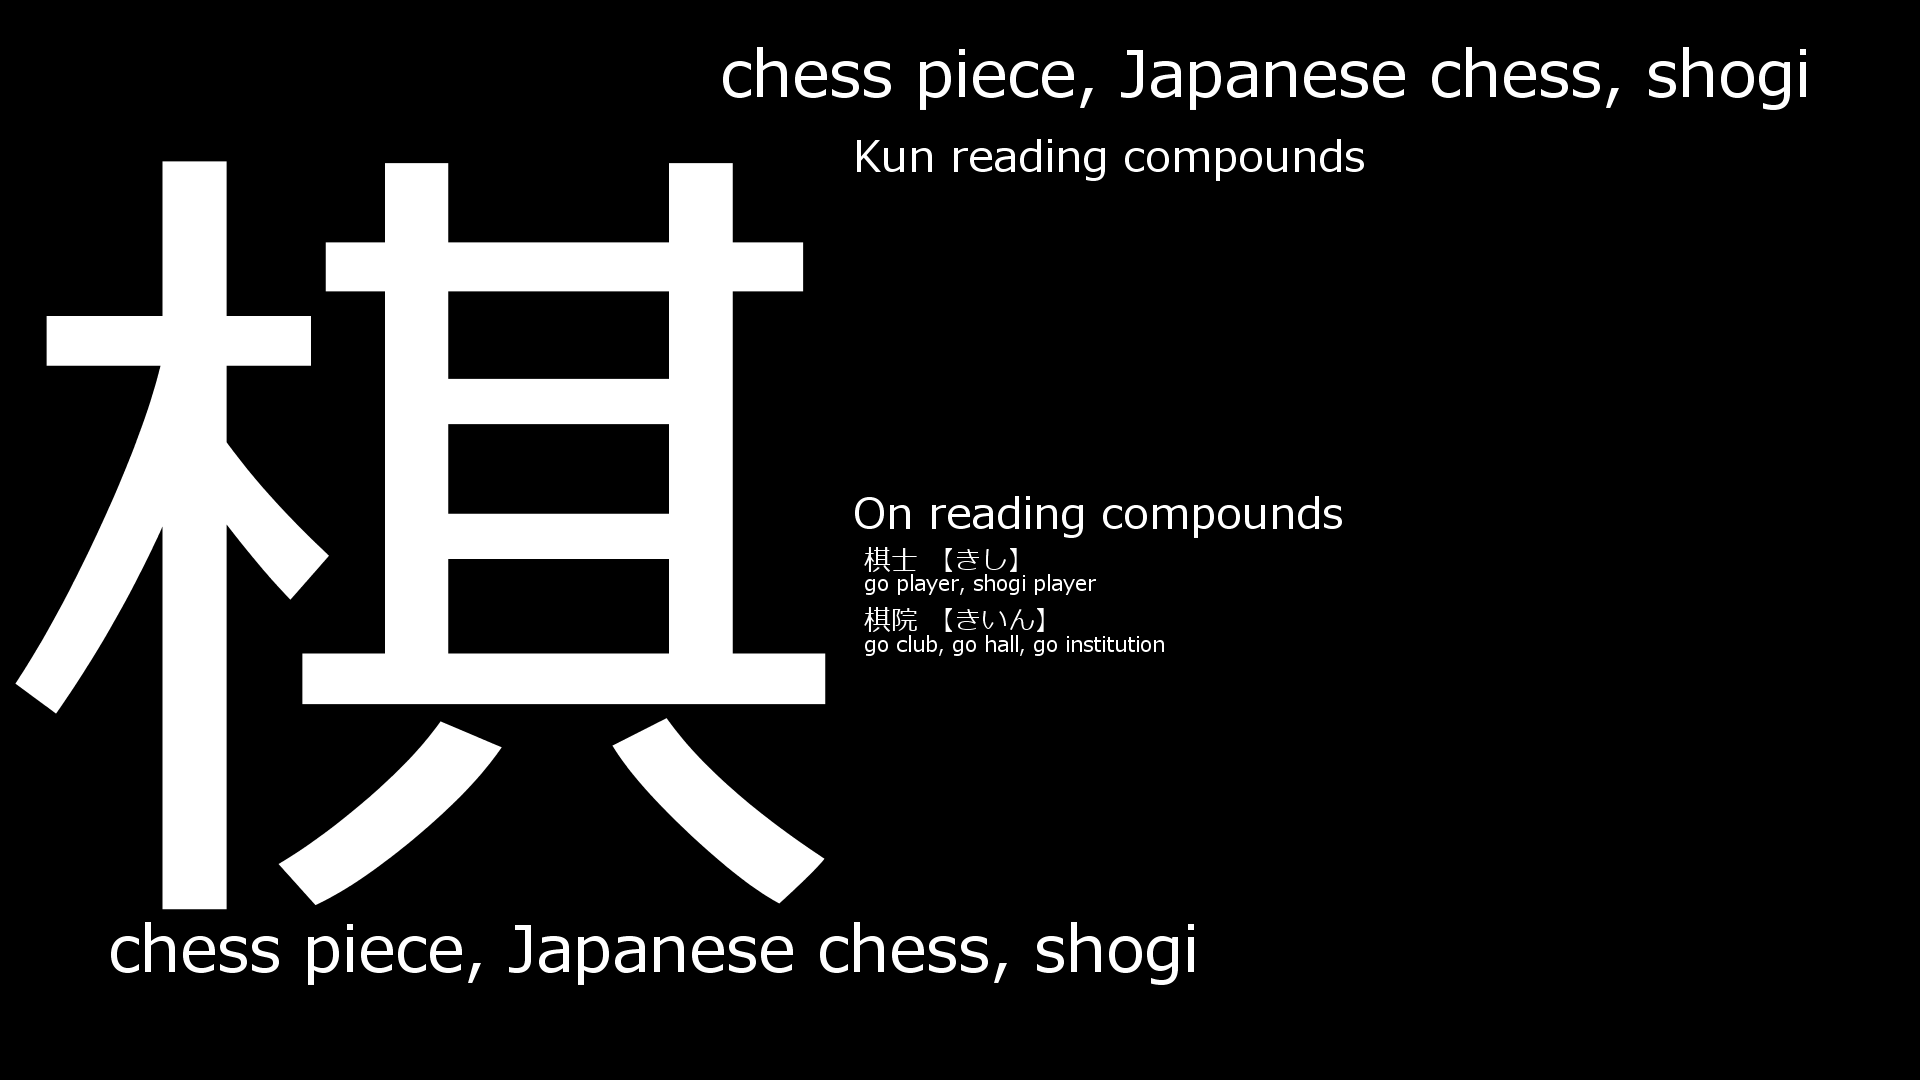 棋
chess piece, Japanese chess, shogi
Kun reading compounds
On reading compounds
棋士 【きし】
go player, shogi player
棋院 【きいん】
go club, go hall, go institution
chess piece, Japanese chess, shogi